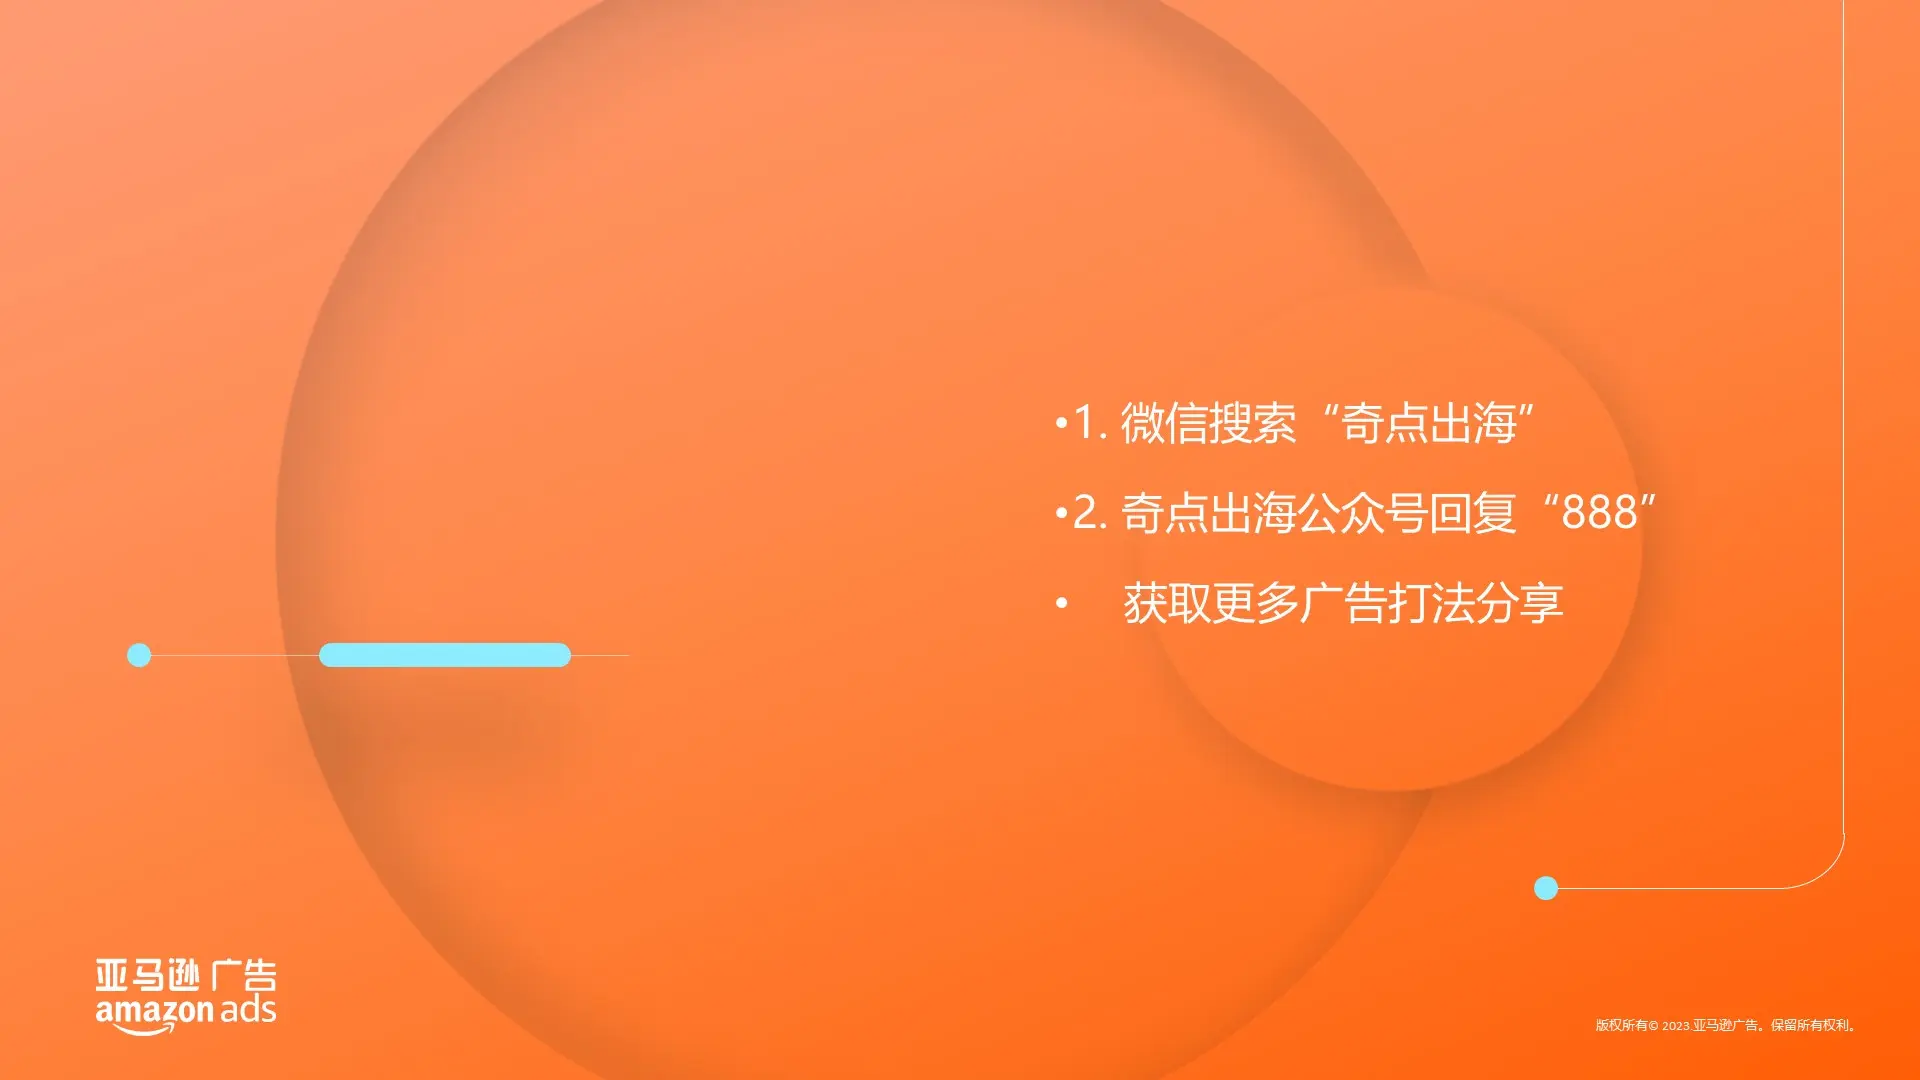 •1. 微信搜索“奇点出海”
•2. 奇点出海公众号回复“888”
• 获取更多广告打法分享
亚马逊广告
amazon ads
版权所有© 2023.亚马逊广告。保留所有权利。